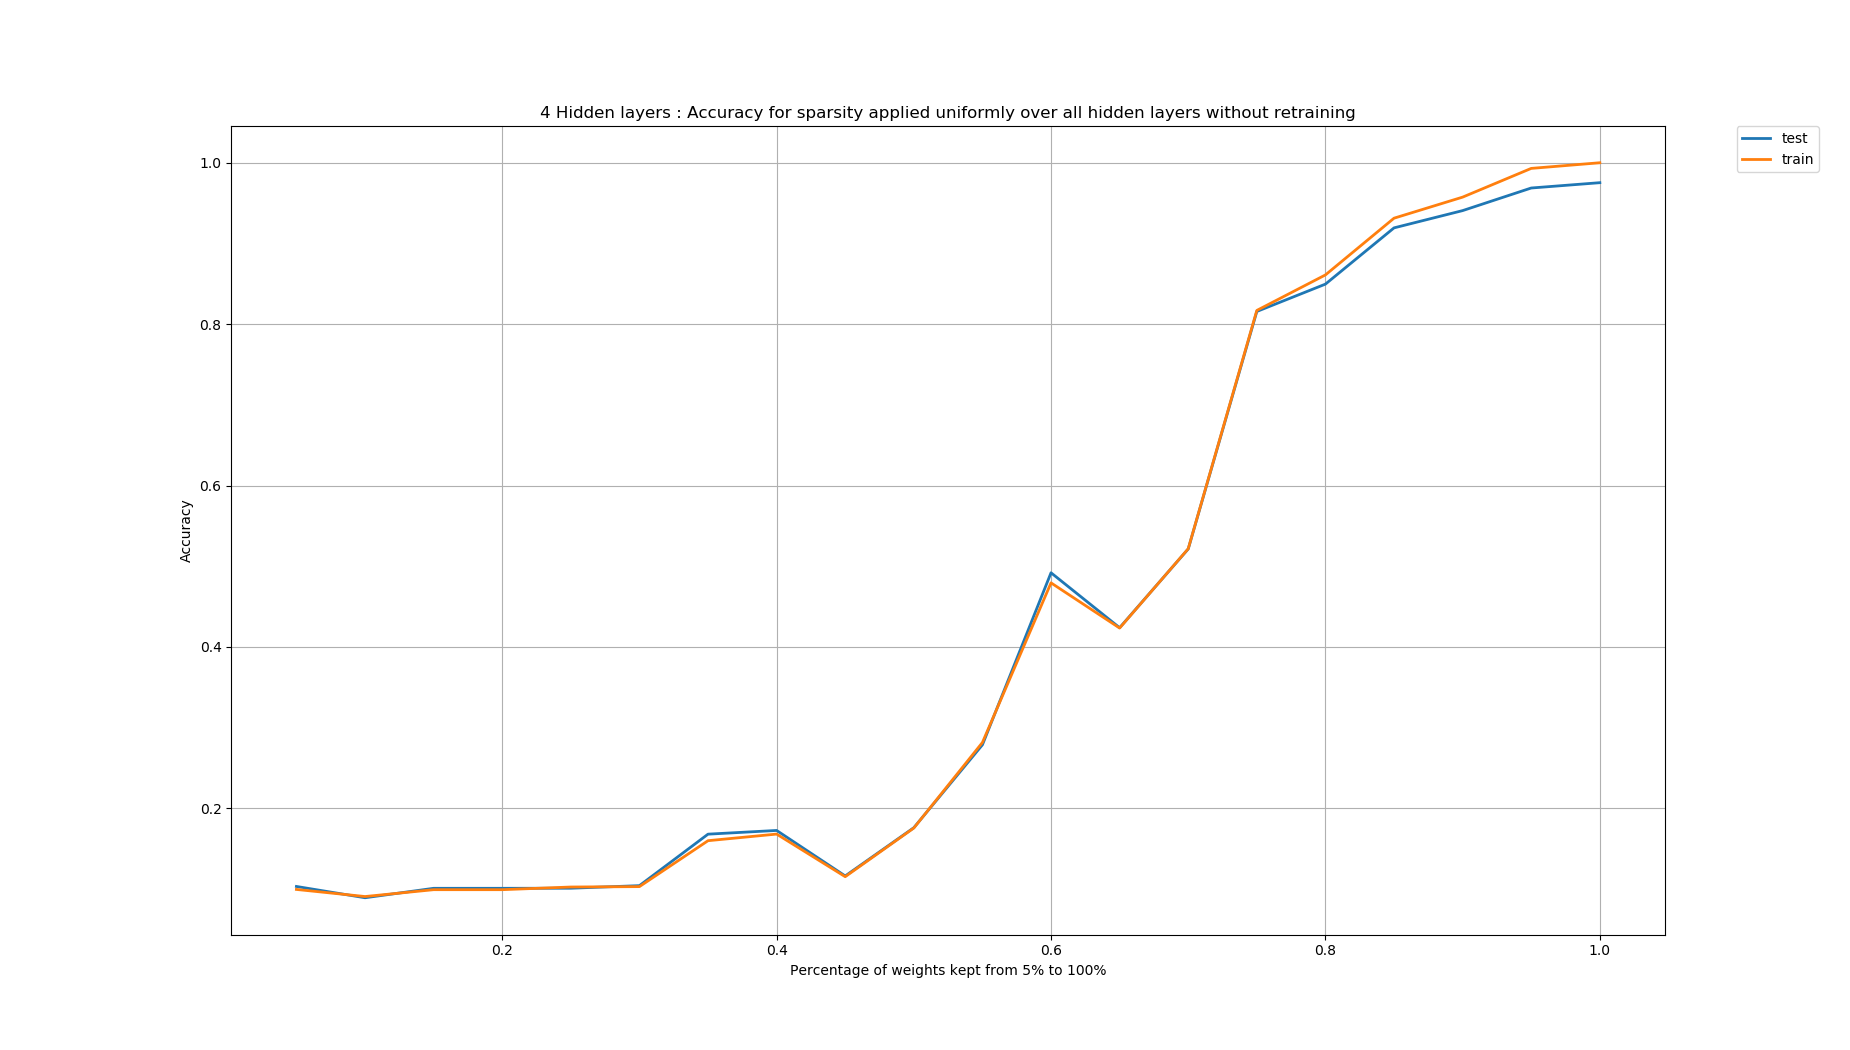 4 Hidden layers : Accuracy for sparsity applied uniformly over all hidden layers without retraining
test
train
1.0
0.8
0.6
0.4
0.2
Accuracy
0.2 0.4 0.6 0.8 1.0
Percentage of weights kept from 5% to 100%